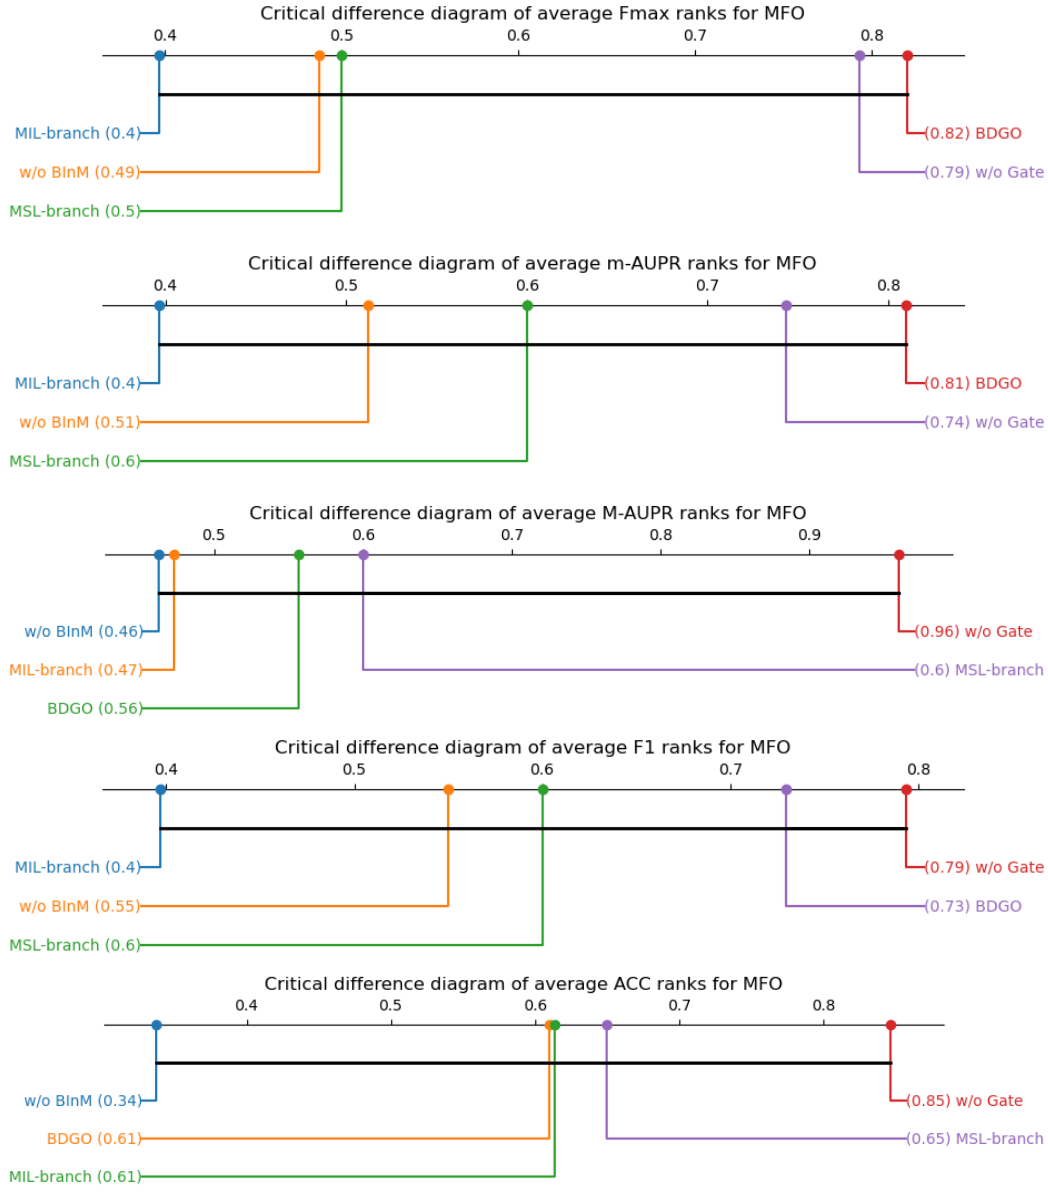 Critical difference diagram of average Fmax ranks for MFO
0.4 0.5 0.6 0.7 0.8
MIL-branch (0.4) (0.82) BDGO
w/o BInM (0.49) (0.79) w/o Gate
MSL-branch (0.5)
Critical difference diagram of average m-AUPR ranks for MFO
0.4 0.5 0.6 0.7 0.8
MIL-branch (0.4) (0.81) BDGO
w/o BInM (0.51) (0.74) w/o Gate
MSL-branch (0.6)
Critical difference diagram of average M-AUPR ranks for MFO
0.5 0.6 0.7 0.8 0.9
w/o BInM (0.46) (0.96) w/o Gate
MIL-branch (0.47) (0.6) MSL-branch
BDGO (0.56)
Critical difference diagram of average F1 ranks for MFO
0.4 0.5 0.6 0.7 0.8
MIL-branch (0.4) (0.79) w/o Gate
w/o BInM (0.55) (0.73) BDGO
MSL-branch (0.6)
Critical difference diagram of average ACC ranks for MFO
0.4 0.5 0.6 0.7 0.8
w/o BInM (0.34) (0.85) w/o Gate
BDGO (0.61) (0.65) MSL-branch
MIL-branch (0.61)